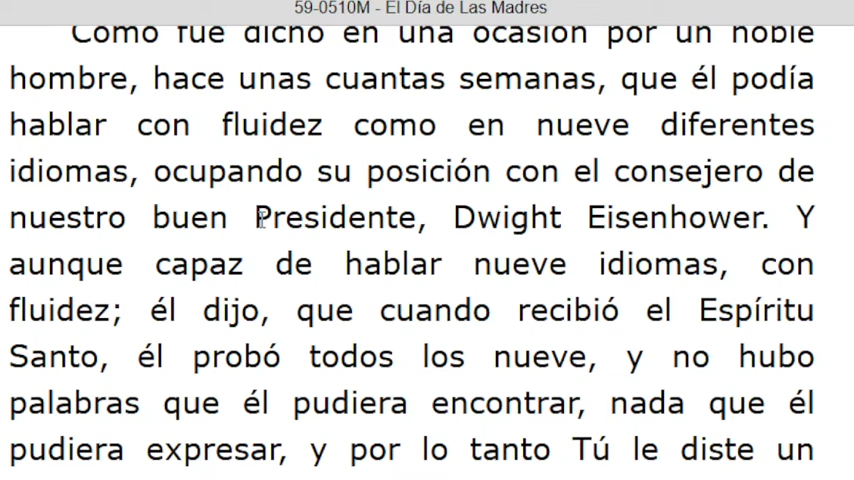 59-0510M - El Día de Las Madres
Como fue dicho en una ocasión por un noble
hombre, hace unas cuantas semanas, que él podía
hablar con fluidez como en nueve diferentes
idiomas, ocupando su posición con el consejero de
nuestro buen Presidente, Dwight Eisenhower. Y
aunque capaz de hablar nueve idiomas, con
fluidez; él dijo, que cuando recibió el Espíritu
Santo, él probó todos los nueve, y no hubo
palabras que él pudiera encontrar, nada que él
pudiera expresar, y por lo tanto Tú le diste un